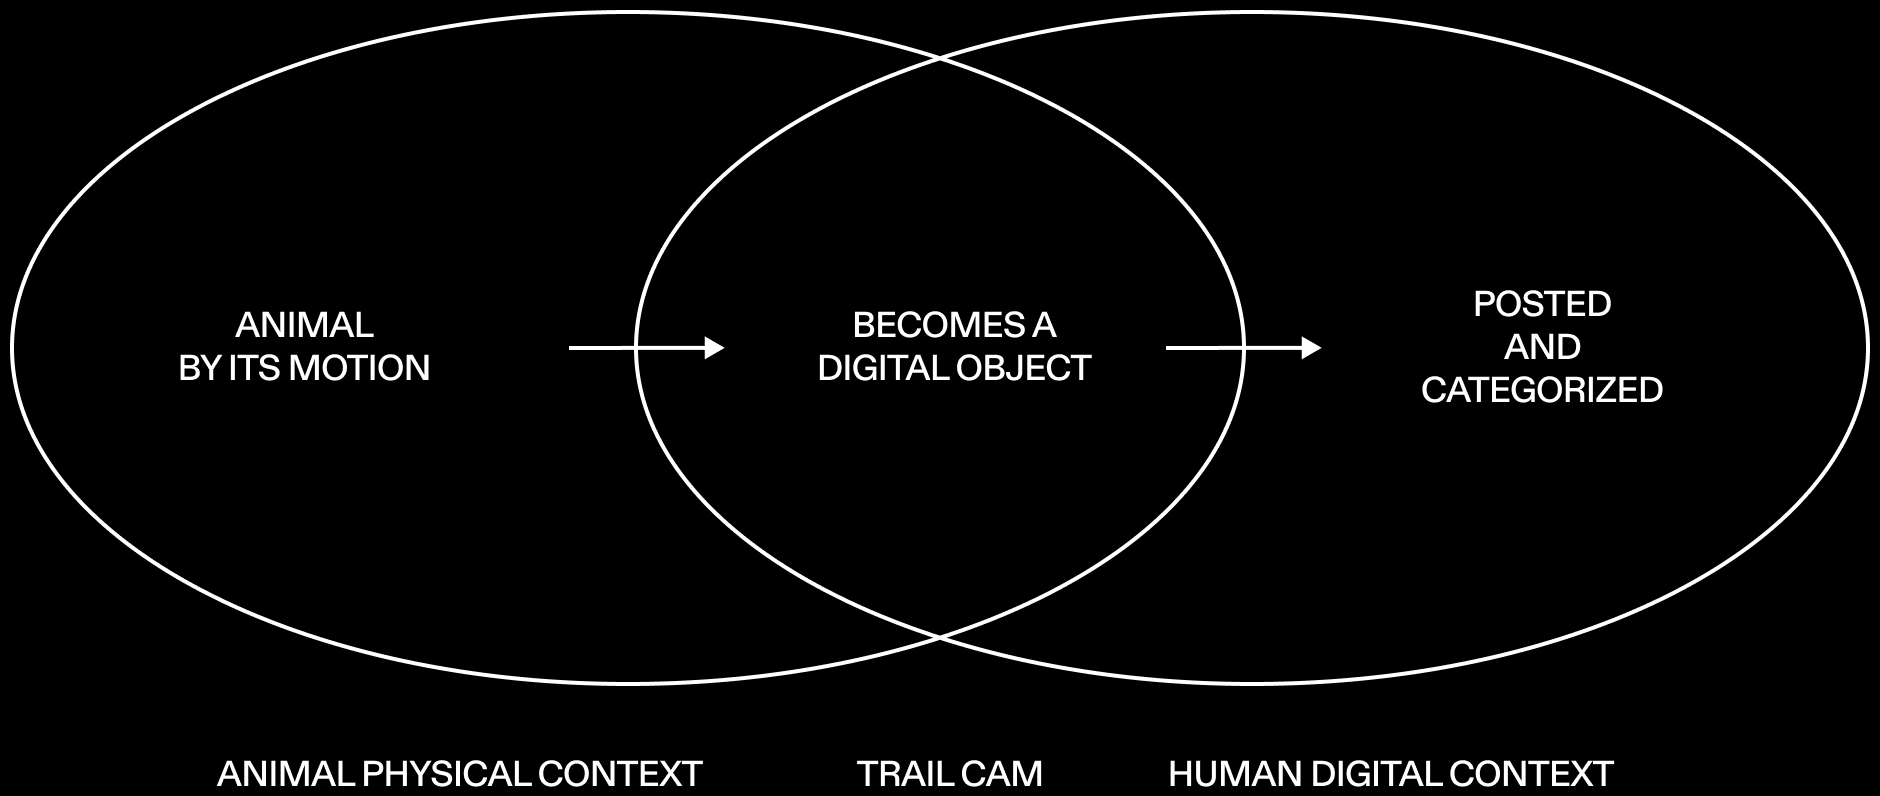 ANIMAL
BY ITS MOTION
BECOMES A
DIGITAL OBJECT
POSTED
AND
CATEGORIZED
ANIMAL PHYSICAL CONTEXT
TRAIL CAM
HUMAN DIGITAL CONTEXT